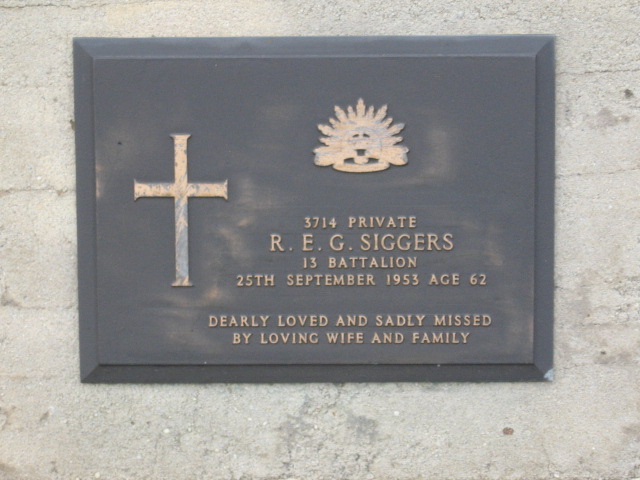 3714 PRIVATE
R. E. G. SIGGERS
13 BATTALION
25TH SEPTEMBER 1953 AGE 62
DEARLY LOVED AND SADLY MISSED
BY LOVING WIFE AND FAMILY